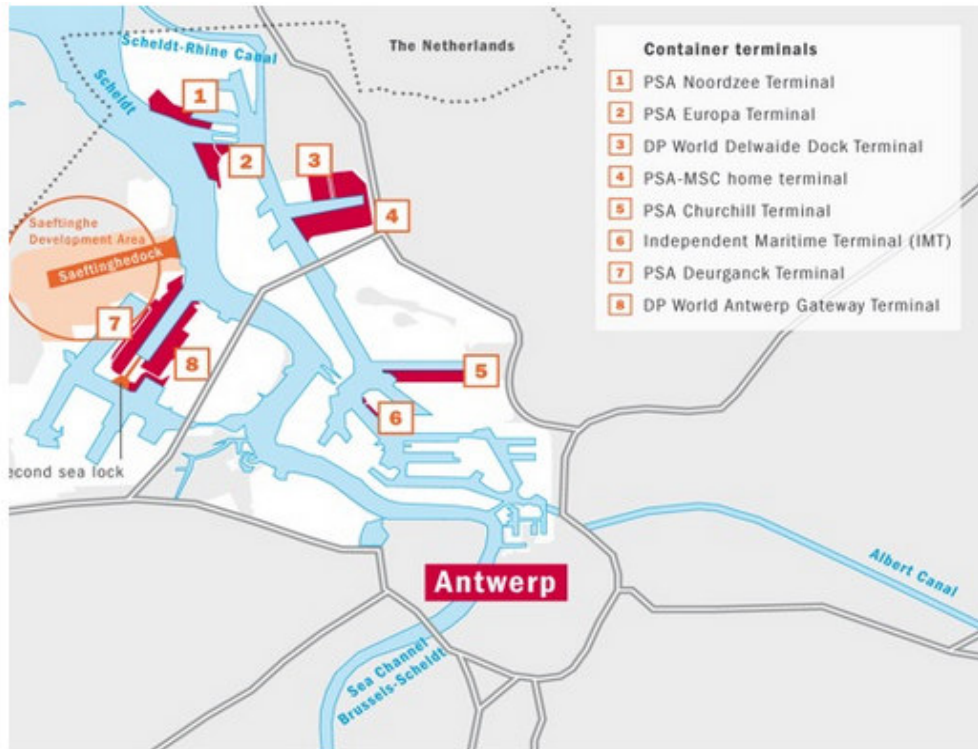 Scheldt-Rhine Canal
The Netherlands
Scheldt
Container terminals
1 PSA Noordzee Terminal
2 PSA Europa Terminal
3 DP World Delwaide Dock Terminal
4 PSA-MSC home terminal
5 PSA Churchill Terminal
6 Independent Maritime Terminal (IMT)
7 PSA Deurganck Terminal
8 DP World Antwerp Gateway Terminal
1
2
3
4
Saeftinghe
Development Area
Saeftinghedock
7
8
5
6
econd sea lock
Antwerp
Albert Canal
Sea Channel
Brussels-Scheldt